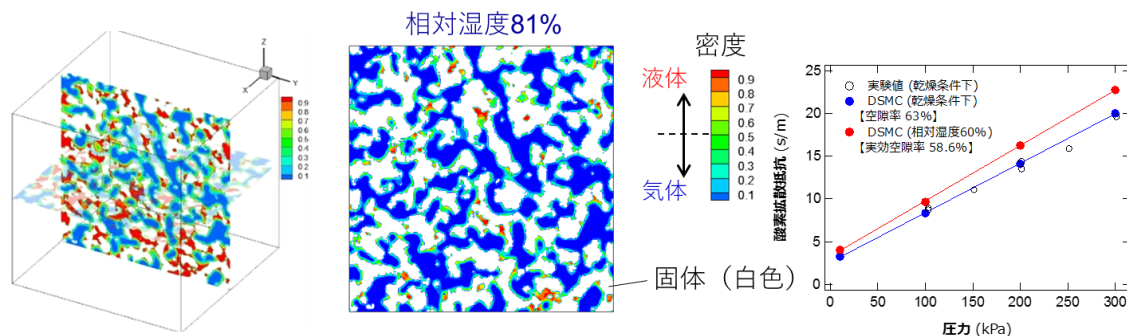 Z
Y
X
0.9
0.8
0.7
0.6
0.5
0.4
0.3
0.2
0.1
相対湿度81%
密度
液体
気体
0.9
0.8
0.7
0.6
0.5
0.4
0.3
0.2
0.1
固体（白色）
25
20
15
10
5
0
酸素拡散抵抗 (s/m)
実験値 (乾燥条件下)
DSMC (乾燥条件下)
【空隙率 63%】
DSMC (相対湿度60%)
【実効空隙率 58.6%】
0
50
100
150
200
250
300
圧力 (kPa)